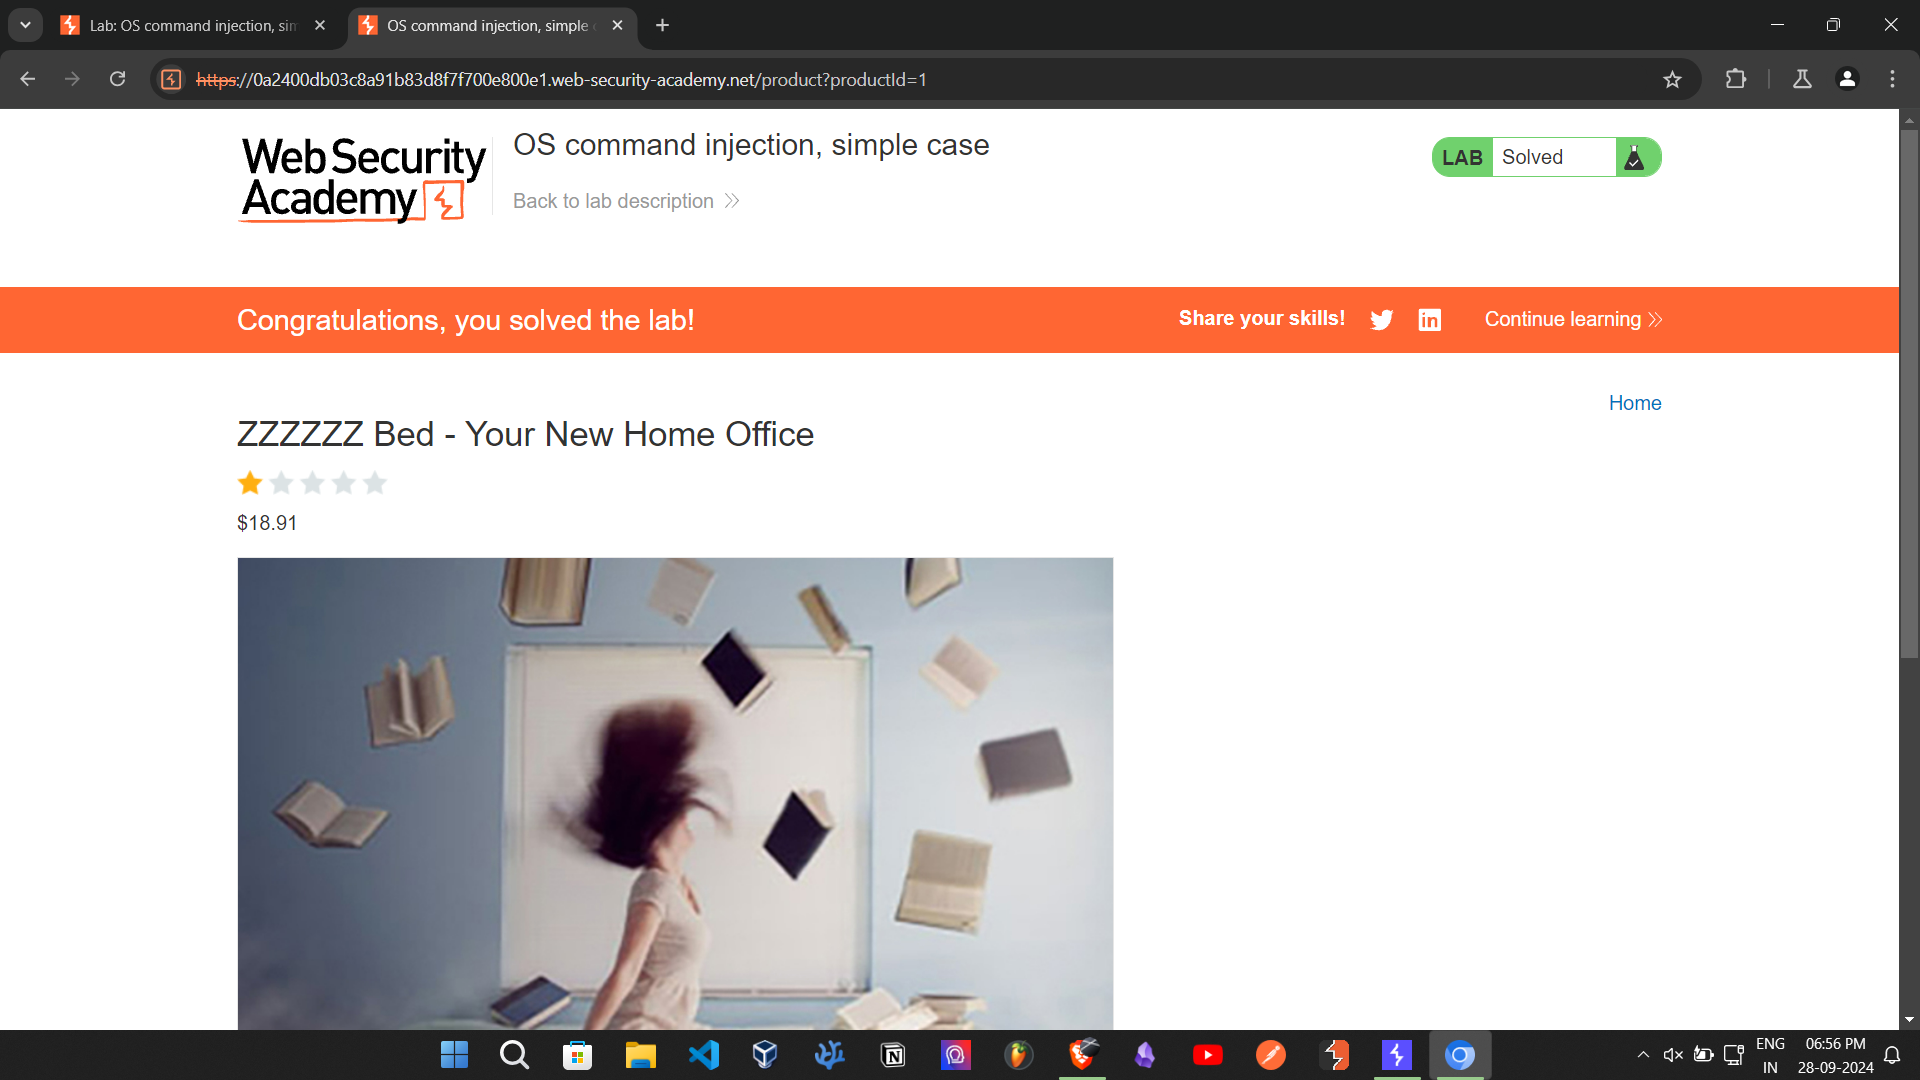 Lab: OS command injection, sim
OS command injection, simple
https://0a2400db03c8a91b83d8f7f700e800e1.web-security-academy.net/product?productId=1
Web Security
Academy
OS command injection, simple case
Back to lab description
LAB Solved
Congratulations, you solved the lab!
Share your skills!
Continue learning
Home
ZZZZZZ Bed - Your New Home Office
$18.91
ENG
IN
06:56 PM
28-09-2024